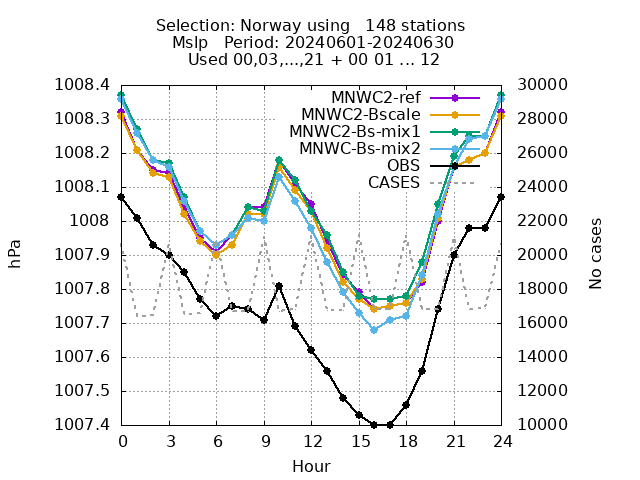 Selection: Norway using   148 stations
Mslp   Period: 20240601-20240630
Used 00,03,...,21 + 00 01 ... 12
1008.4
1008.3
1008.2
1008.1
1008
1007.9
1007.8
1007.7
1007.6
1007.5
1007.4
30000
28000
26000
24000
22000
20000
18000
16000
14000
12000
10000
hPa
No cases
MNWC2-ref
MNWC2-Bscale
MNWC2-Bs-mix1
MNWC-Bs-mix2
OBS
CASES
0 3 6 9 12 15 18 21 24
Hour